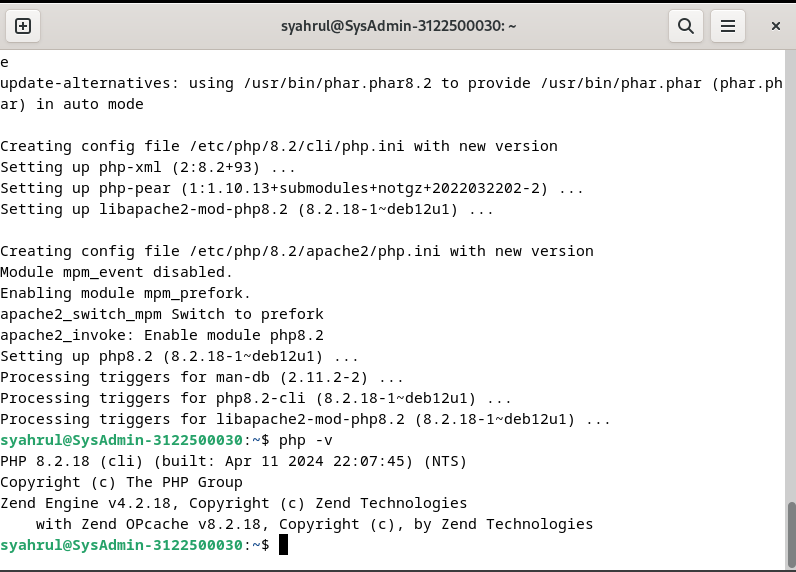 syahrul@SysAdmin-3122500030: ~
e
update-alternatives: using /usr/bin/phar.phar8.2 to provide /usr/bin/phar.phar (phar.ph
ar) in auto mode
Creating config file /etc/php/8.2/cli/php.ini with new version
Setting up php-xml (2:8.2+93) ...
Setting up php-pear (1:1.10.13+submodules+notgz+2022032202-2) ...
Setting up libapache2-mod-php8.2 (8.2.18-1~deb12u1) ...
Creating config file /etc/php/8.2/apache2/php.ini with new version
Module mpm_event disabled.
Enabling module mpm_prefork.
apache2_switch_mpm Switch to prefork
apache2_invoke: Enable module php8.2
Setting up php8.2 (8.2.18-1~deb12u1) ...
Processing triggers for man-db (2.11.2-2) ...
Processing triggers for php8.2-cli (8.2.18-1~deb12u1) ...
Processing triggers for libapache2-mod-php8.2 (8.2.18-1~deb12u1) ...
syahrul@SysAdmin-3122500030:~$ php -v
PHP 8.2.18 (cli) (built: Apr 11 2024 22:07:45) (NTS)
Copyright (c) The PHP Group
Zend Engine v4.2.18, Copyright (c) Zend Technologies
    with Zend OPcache v8.2.18, Copyright (c), by Zend Technologies
syahrul@SysAdmin-3122500030:~$